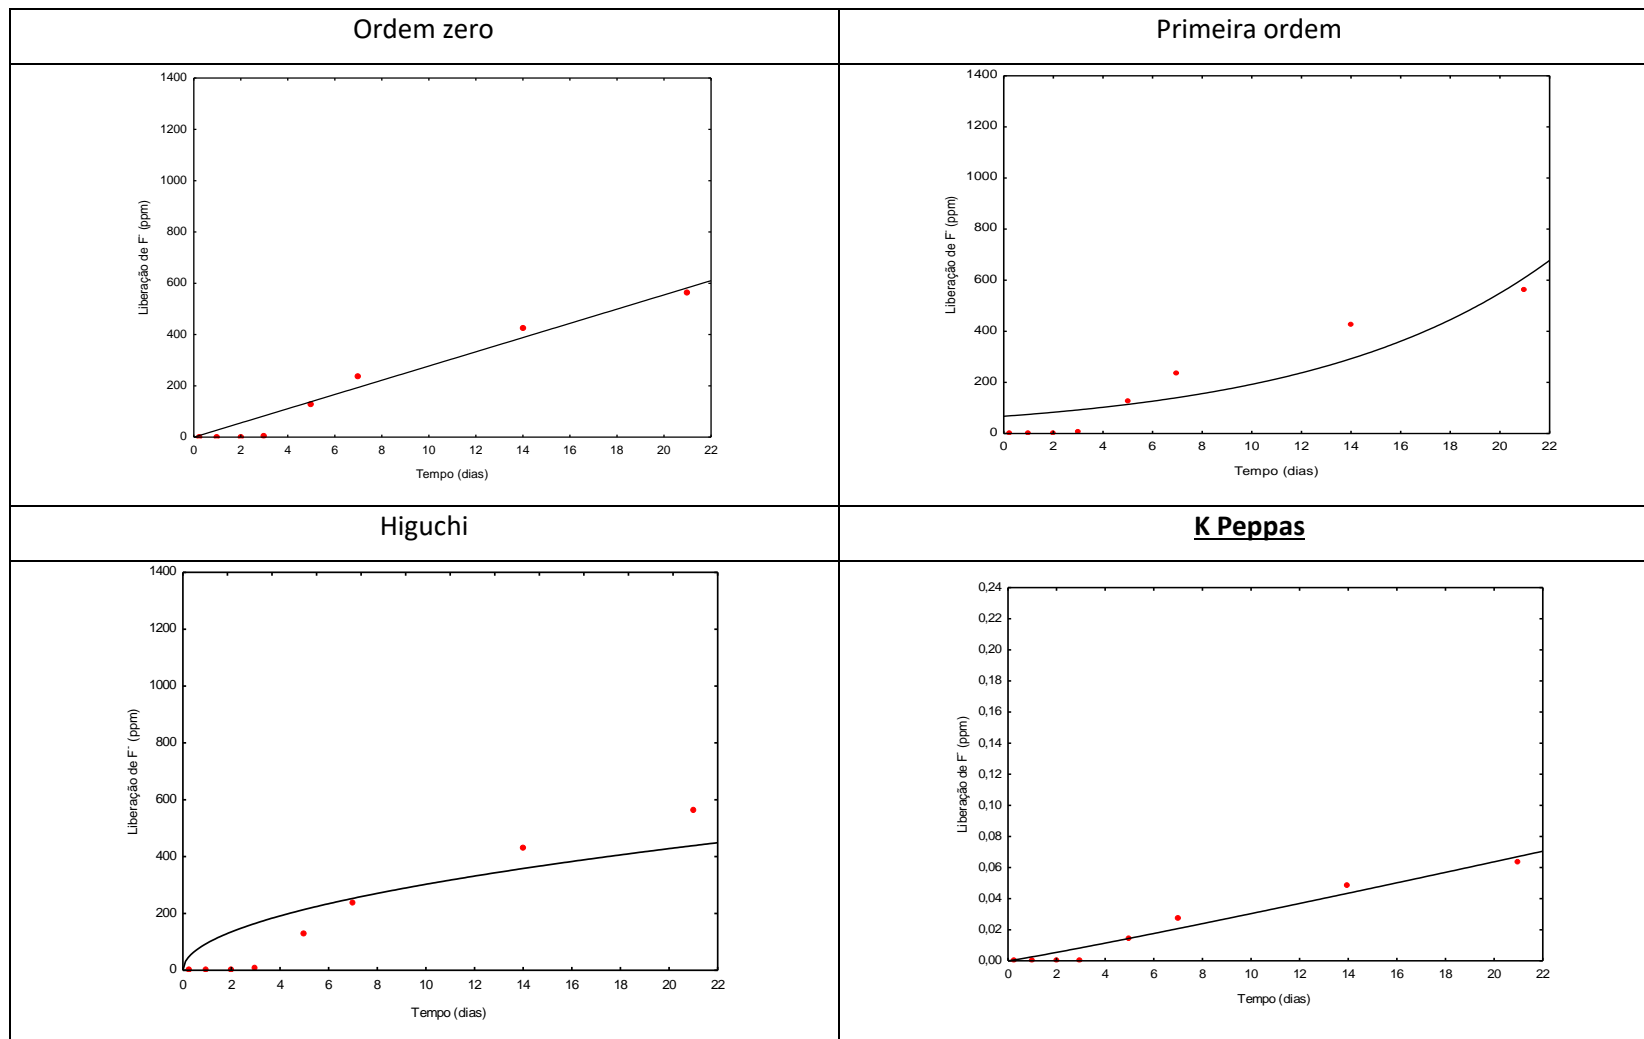 Ordem zero
Primeira ordem
1400
1200
1000
800
600
400
200
0
Liberação de F⁻ (ppm)
0 2 4 6 8 10 12 14 16 18 20 22
Tempo (dias)
1400
1200
1000
800
600
400
200
0
Liberação de F⁻ (ppm)
0 2 4 6 8 10 12 14 16 18 20 22
Tempo (dias)
Higuchi
K Peppas
1400
1200
1000
800
600
400
200
0
Liberação de F⁻ (ppm)
0 2 4 6 8 10 12 14 16 18 20 22
Tempo (dias)
0,24
0,22
0,20
0,18
0,16
0,14
0,12
0,10
0,08
0,06
0,04
0,02
0,00
Liberação de F⁻ (ppm)
0 2 4 6 8 10 12 14 16 18 20 22
Tempo (dias)